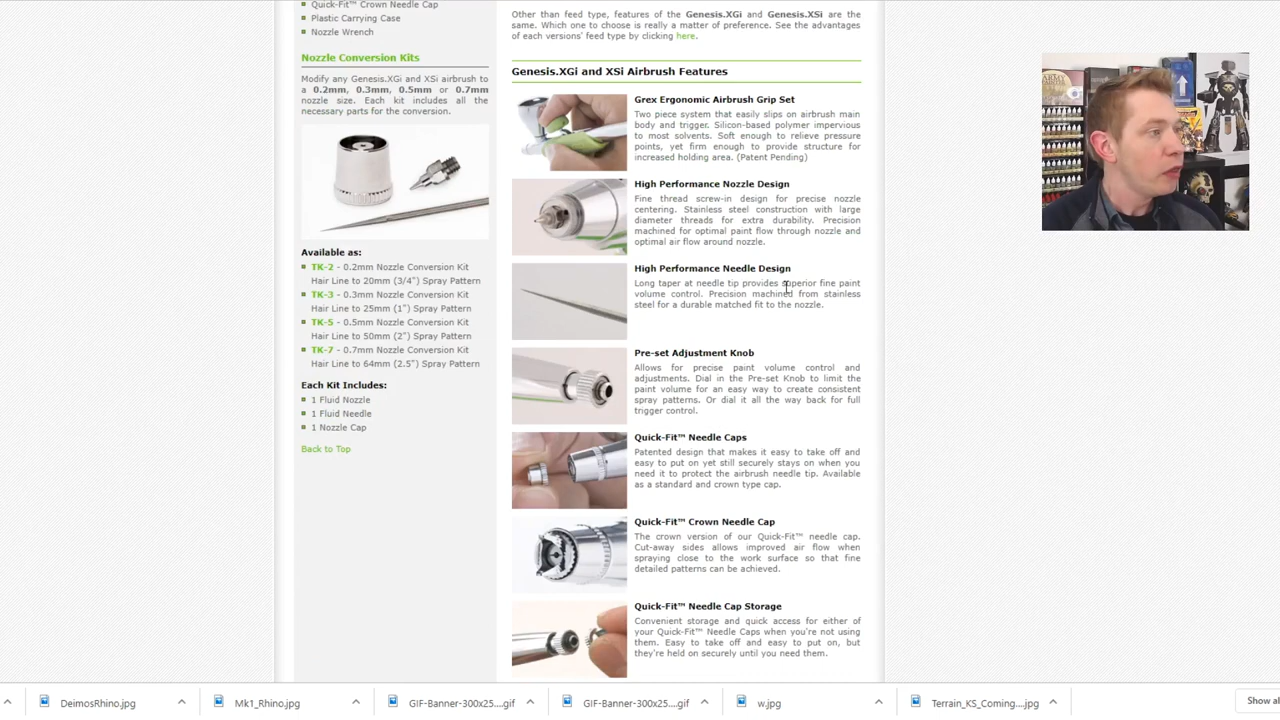 Quick-Fit™ Crown Needle Cap
Plastic Carrying Case
Nozzle Wrench
Nozzle Conversion Kits
Modify any Genesis.XGi and XSi airbrush to
a 0.2mm, 0.3mm, 0.5mm or 0.7mm
nozzle size. Each kit includes all the
necessary parts for the conversion.
Available as:
TK-2 - 0.2mm Nozzle Conversion Kit
Hair Line to 20mm (3/4") Spray Pattern
TK-3 - 0.3mm Nozzle Conversion Kit
Hair Line to 25mm (1") Spray Pattern
TK-5 - 0.5mm Nozzle Conversion Kit
Hair Line to 50mm (2") Spray Pattern
TK-7 - 0.7mm Nozzle Conversion Kit
Hair Line to 64mm (2.5") Spray Pattern
Each Kit Includes:
1 Fluid Nozzle
1 Fluid Needle
1 Nozzle Cap
Back to Top
Other than feed type, features of the Genesis.XGi and Genesis.XSi are the
same. Which one to choose is really a matter of preference. See the advantages
of each versions' feed type by clicking here.
Genesis.XGi and XSi Airbrush Features
Grex Ergonomic Airbrush Grip Set
Two piece system that easily slips on airbrush main
body and trigger. Silicon-based polymer impervious
to most solvents. Soft enough to relieve pressure
points, yet firm enough to provide structure for
increased holding area. (Patent Pending)
High Performance Nozzle Design
Fine thread screw-in design for precise nozzle
centering. Stainless steel construction with large
diameter threads for extra durability. Precision
machined for optimal paint flow through nozzle and
optimal air flow around nozzle.
High Performance Needle Design
Long taper at needle tip provides superior fine paint
volume control. Precision machined from stainless
steel for a durable matched fit to the nozzle.
Pre-set Adjustment Knob
Allows for precise paint volume control and
adjustments. Dial in the Pre-set Knob to limit the
paint volume for an easy way to create consistent
spray patterns. Or dial it all the way back for full
trigger control.
Quick-Fit™ Needle Caps
Patented design that makes it easy to take off and
easy to put on yet still securely stays on when you
need it to protect the airbrush needle tip. Available
as a standard and crown type cap.
Quick-Fit™ Crown Needle Cap
The crown version of our Quick-Fit™ needle cap.
Cut-away sides allows improved air flow when
spraying close to the work surface so that fine
detailed patterns can be achieved.
Quick-Fit™ Needle Cap Storage
Convenient storage and quick access for either of
your Quick-Fit™ Needle Caps when you're not using
them. Easy to take off and easy to put on, but
they're held on securely until you need them.
ARMY
DeimosRhino.jpg
Mk1_Rhino.jpg
GIF-Banner-300x25....gif
GIF-Banner-300x25....gif
w.jpg
Terrain_KS_Coming....jpg
Show al